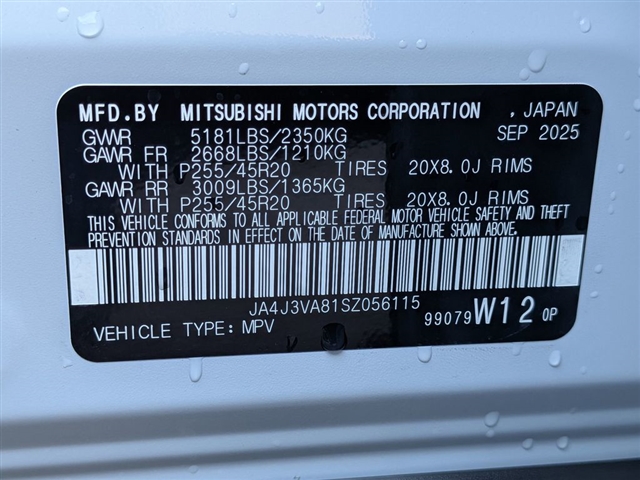 MFD.BY MITSUBISHI MOTORS CORPORATION , JAPAN
GVWR 5181LBS/2350KG SEP 2025
GAWR FR 2668LBS/1210KG
WITH P255/45R20 TIRES 20X8.0J RIMS
GAWR RR 3009LBS/1365KG
WITH P255/45R20 TIRES 20X8.0J RIMS
THIS VEHICLE CONFORMS TO ALL APPLICABLE FEDERAL MOTOR VEHICLE SAFETY AND THEFT
PREVENTION STANDARDS IN EFFECT ON THE DATE OF MANUFACTURE SHOWN ABOVE.
JA4J3VA81SZ056115
VEHICLE TYPE: MPV 99079 W12 0P